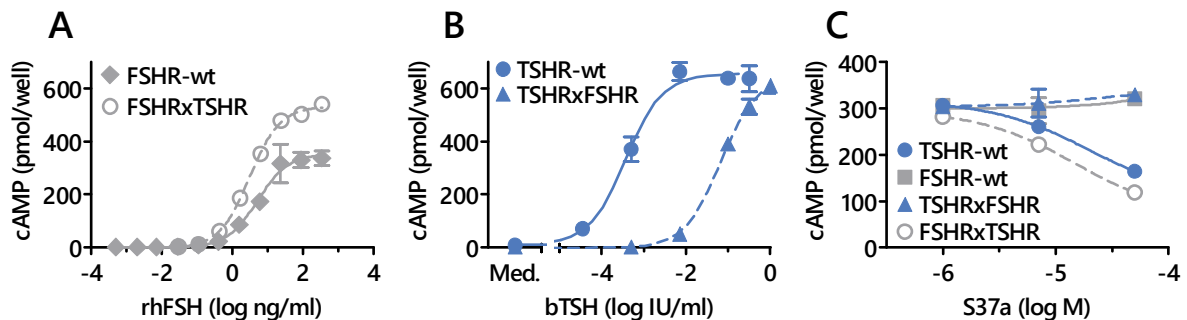 A
cAMP (pmol/well)
600
400
200
0
FSHR-wt
FSHRxTSHR
-4
-2
0
2
4
rhFSH (log ng/ml)
B
cAMP (pmol/well)
600
400
200
0
TSHR-wt
TSHRxFSHR
Med.
-4
-2
0
bTSH (log IU/ml)
C
cAMP (pmol/well)
400
300
200
100
0
TSHR-wt
FSHR-wt
TSHRxFSHR
FSHRxTSHR
-6
-5
-4
S37a (log M)